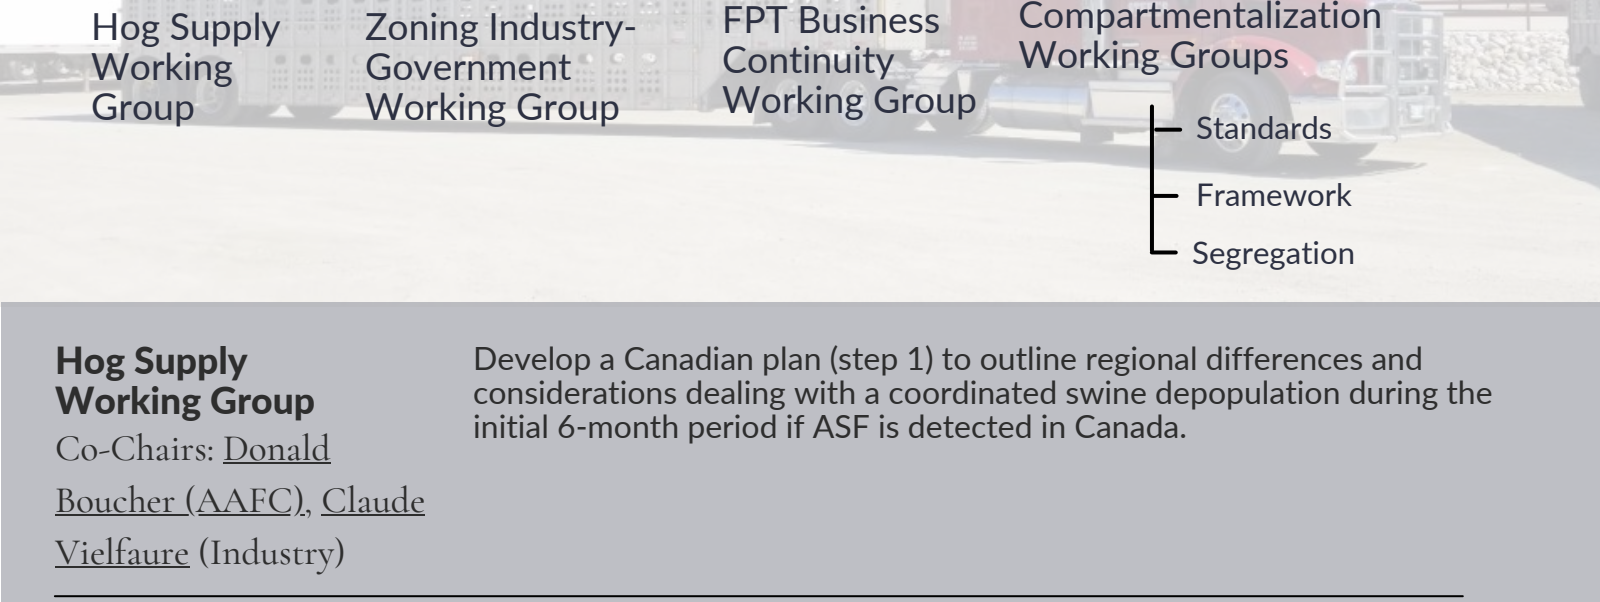 Hog Supply
Working
Group
Zoning Industry-
Government
Working Group
FPT Business
Continuity
Working Group
Compartmentalization
Working Groups
Standards
Framework
Segregation
Hog Supply
Working Group
Co-Chairs: Donald
Boucher (AAFC), Claude
Vielfaure (Industry)
Develop a Canadian plan (step 1) to outline regional differences and
considerations dealing with a coordinated swine depopulation during the
initial 6-month period if ASF is detected in Canada.